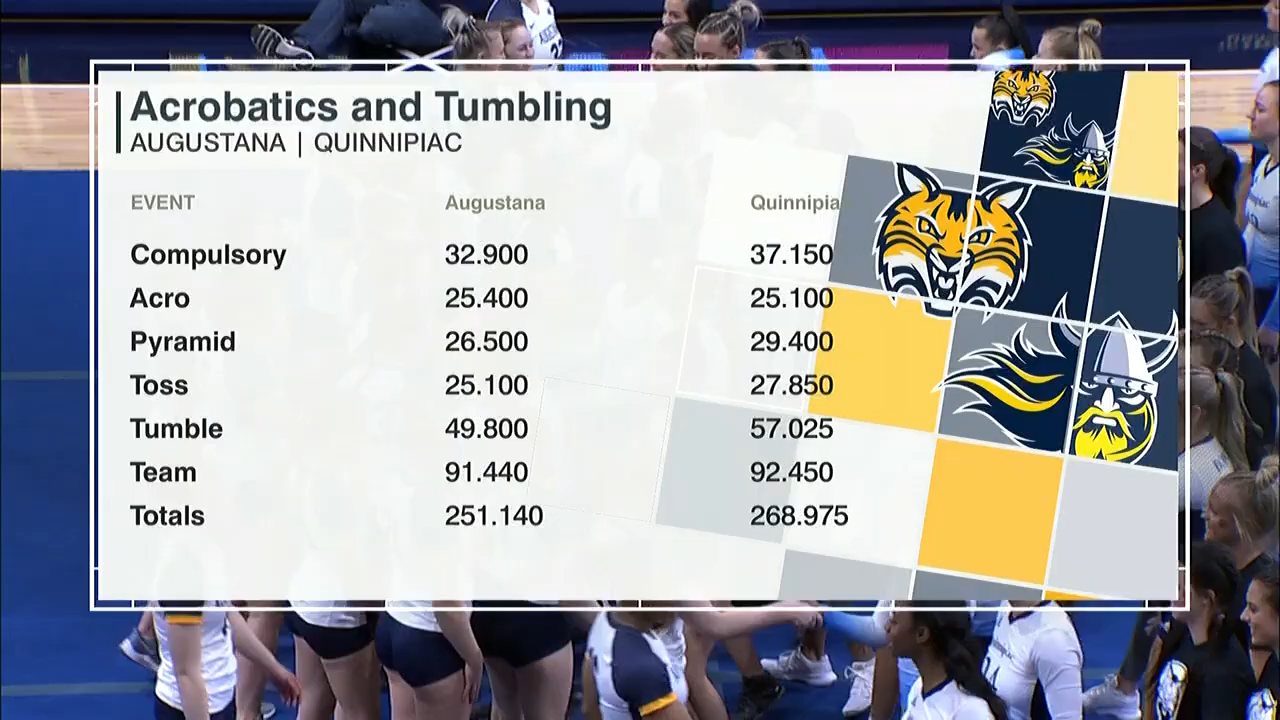 Acrobatics and Tumbling
AUGUSTANA | QUINNIPIAC
EVENT Augustana Quinnipia
Compulsory 32.900 37.150
Acro 25.400 25.100
Pyramid 26.500 29.400
Toss 25.100 27.850
Tumble 49.800 57.025
Team 91.440 92.450
Totals 251.140 268.975